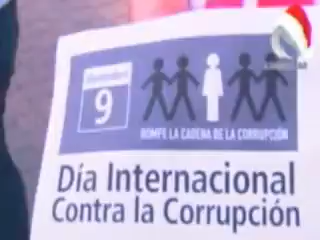 9
ROMPE LA CADENA DE LA CORRUPCIÓN
Día Internacional
Contra la Corrupción